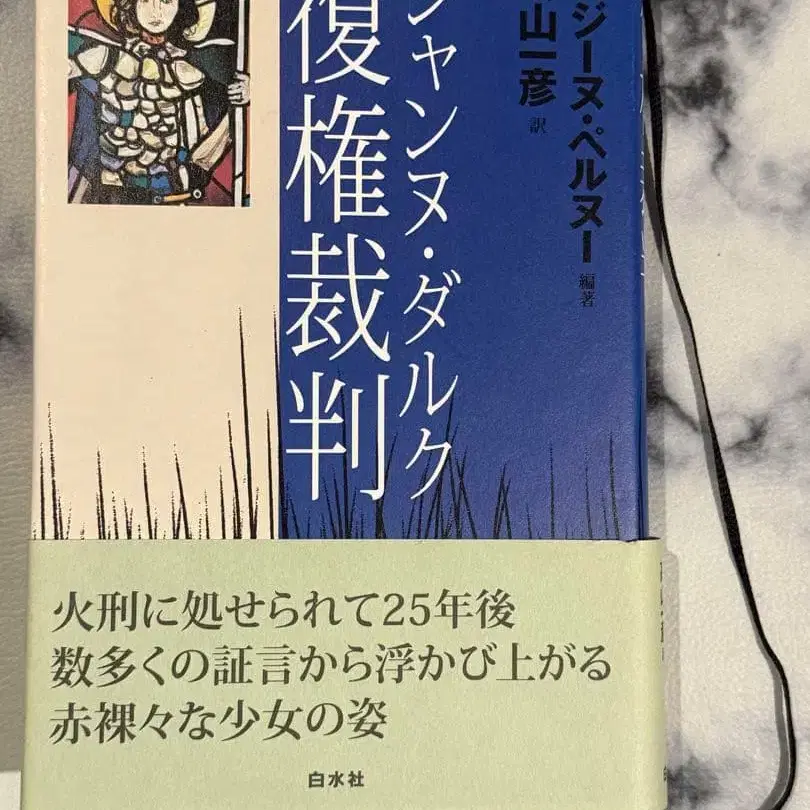 ジーヌ・ペルヌー 編著
山一彦 訳
ジャンヌ・ダルク
復権裁判
火刑に処せられて25年後
数多くの証言から浮かび上がる
赤裸々な少女の姿
白水社